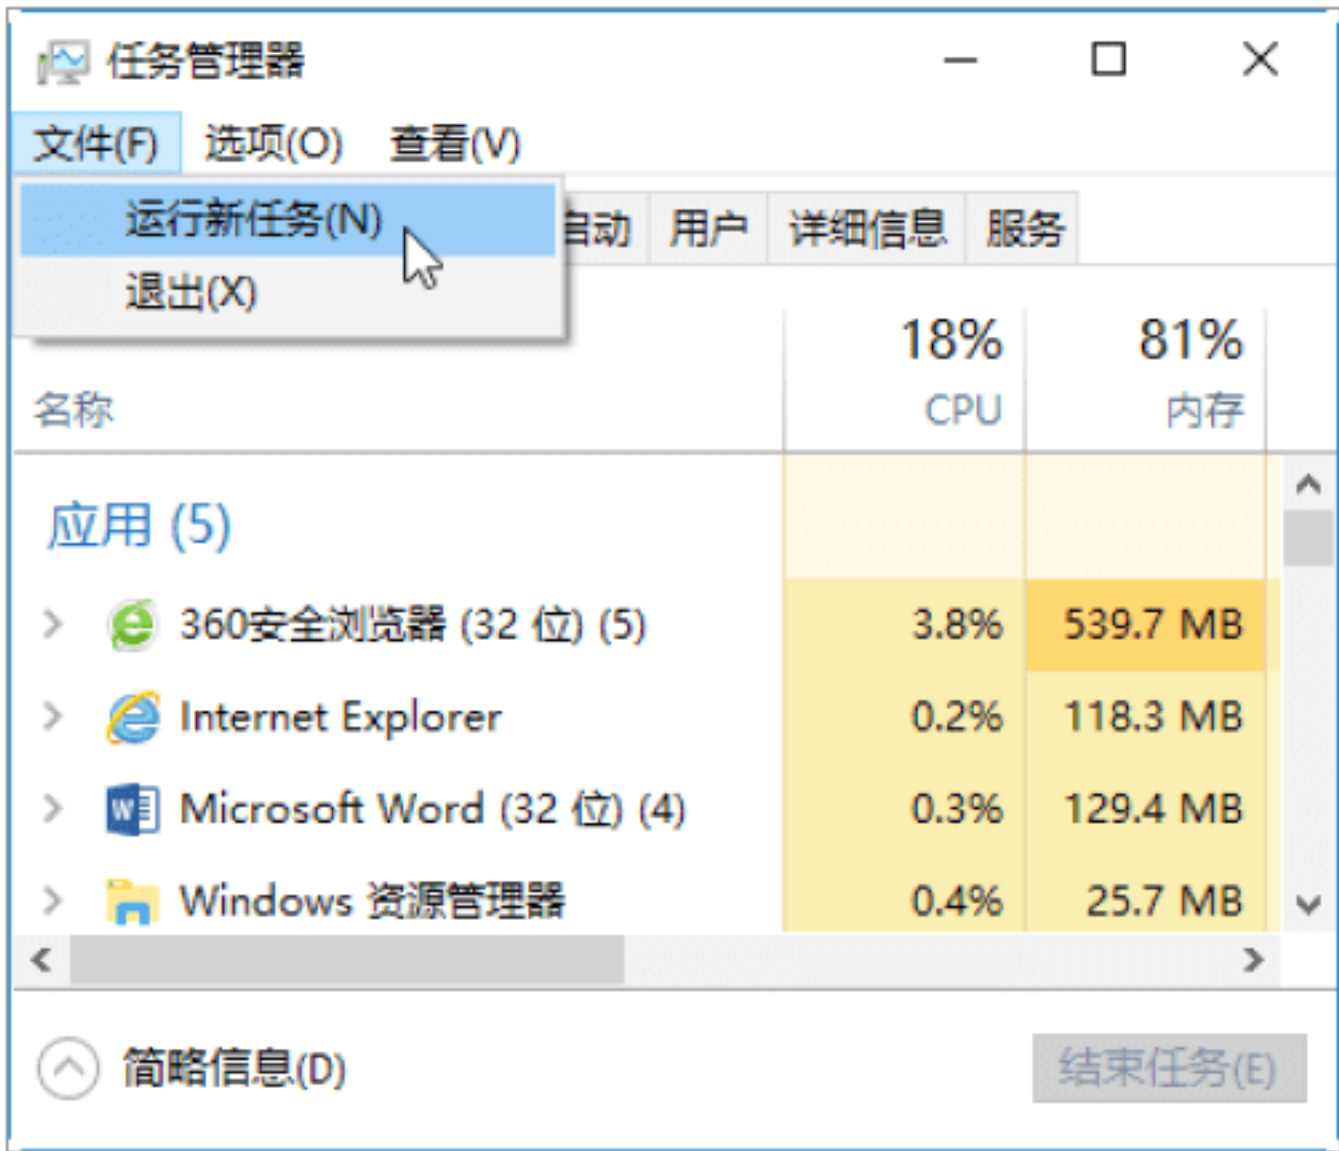 任务管理器
文件(F) 选项(O) 查看(V)
运行新任务(N)
退出(X)
启动 用户 详细信息 服务
18% 81%
名称 CPU 内存
应用 (5)
360安全浏览器 (32 位) (5) 3.8% 539.7 MB
Internet Explorer 0.2% 118.3 MB
Microsoft Word (32 位) (4) 0.3% 129.4 MB
Windows 资源管理器 0.4% 25.7 MB
简略信息(D) 结束任务(E)